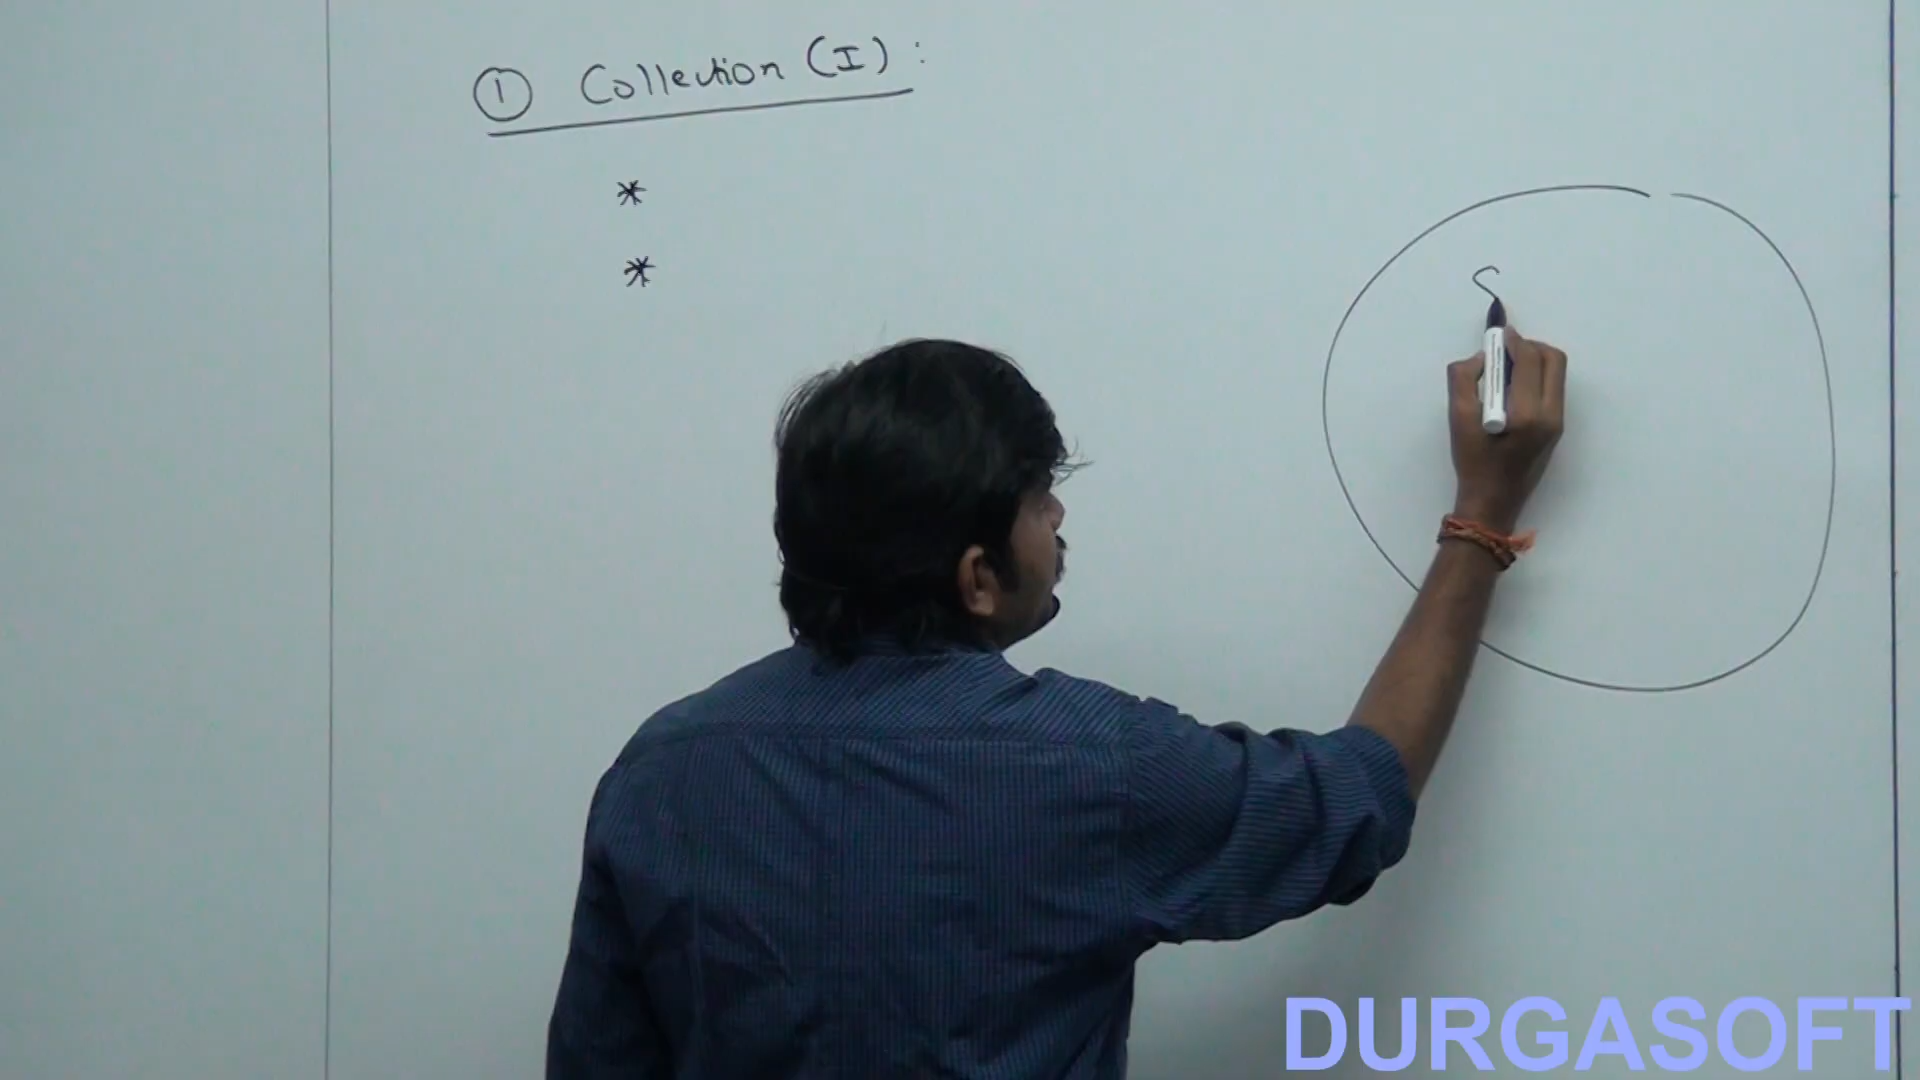 ① Collection (I) :
*
*
S
DURGASOFT